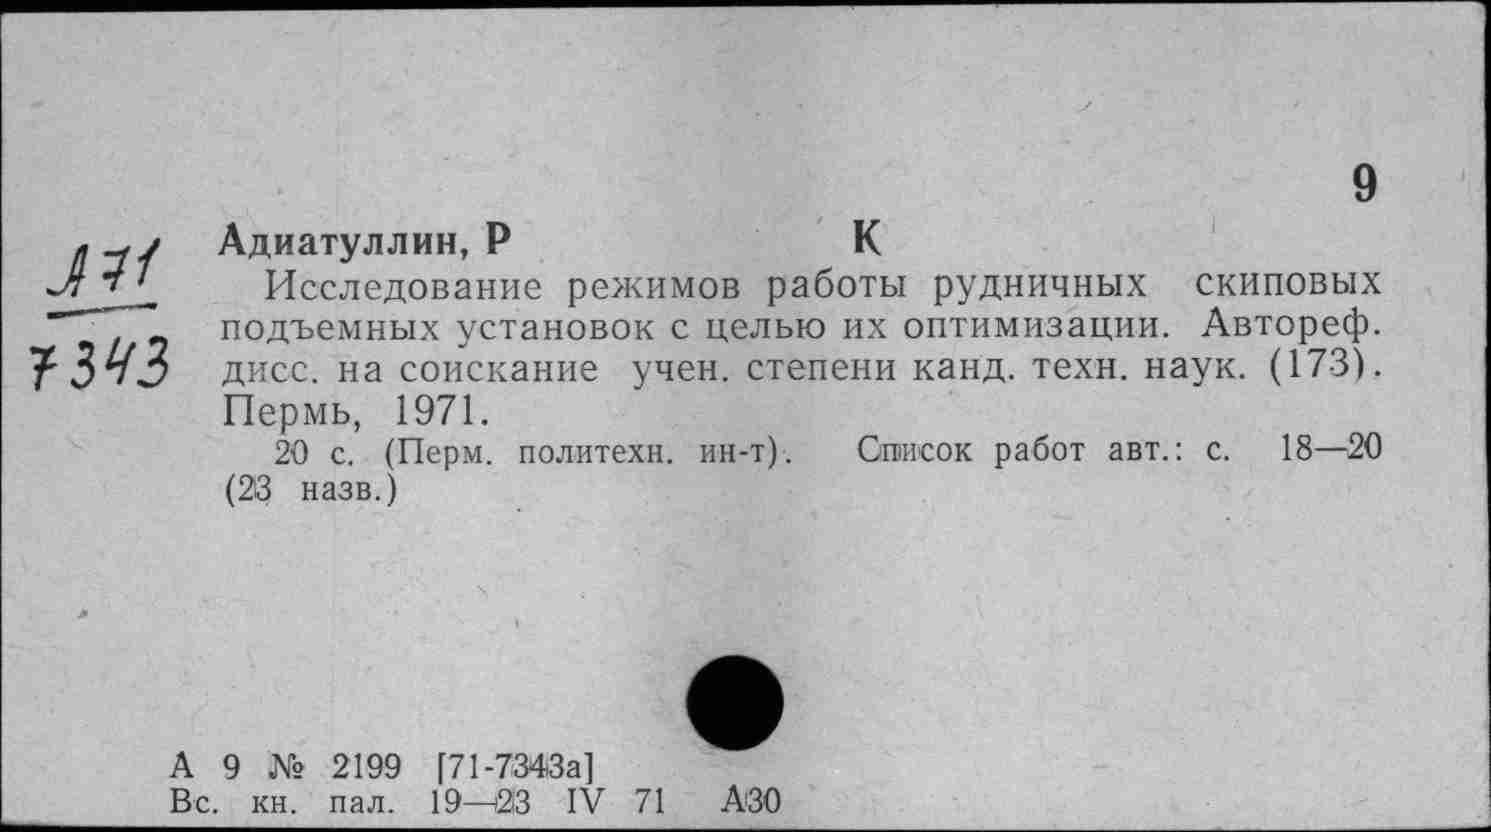 9
А71
7343
Адиатуллин, Р К
Исследование режимов работы рудничных скиповых
подъемных установок с целью их оптимизации. Автореф.
дисс. на соискание учен. степени канд. техн. наук. (173).
Пермь, 1971.
20 с. (Перм. политехн. ин-т). Список работ авт.: с. 18—20
(23 назв.)
А 9 № 2199 [71-7343а]
Вс. кн. пал. 19—23 IV 71 А30